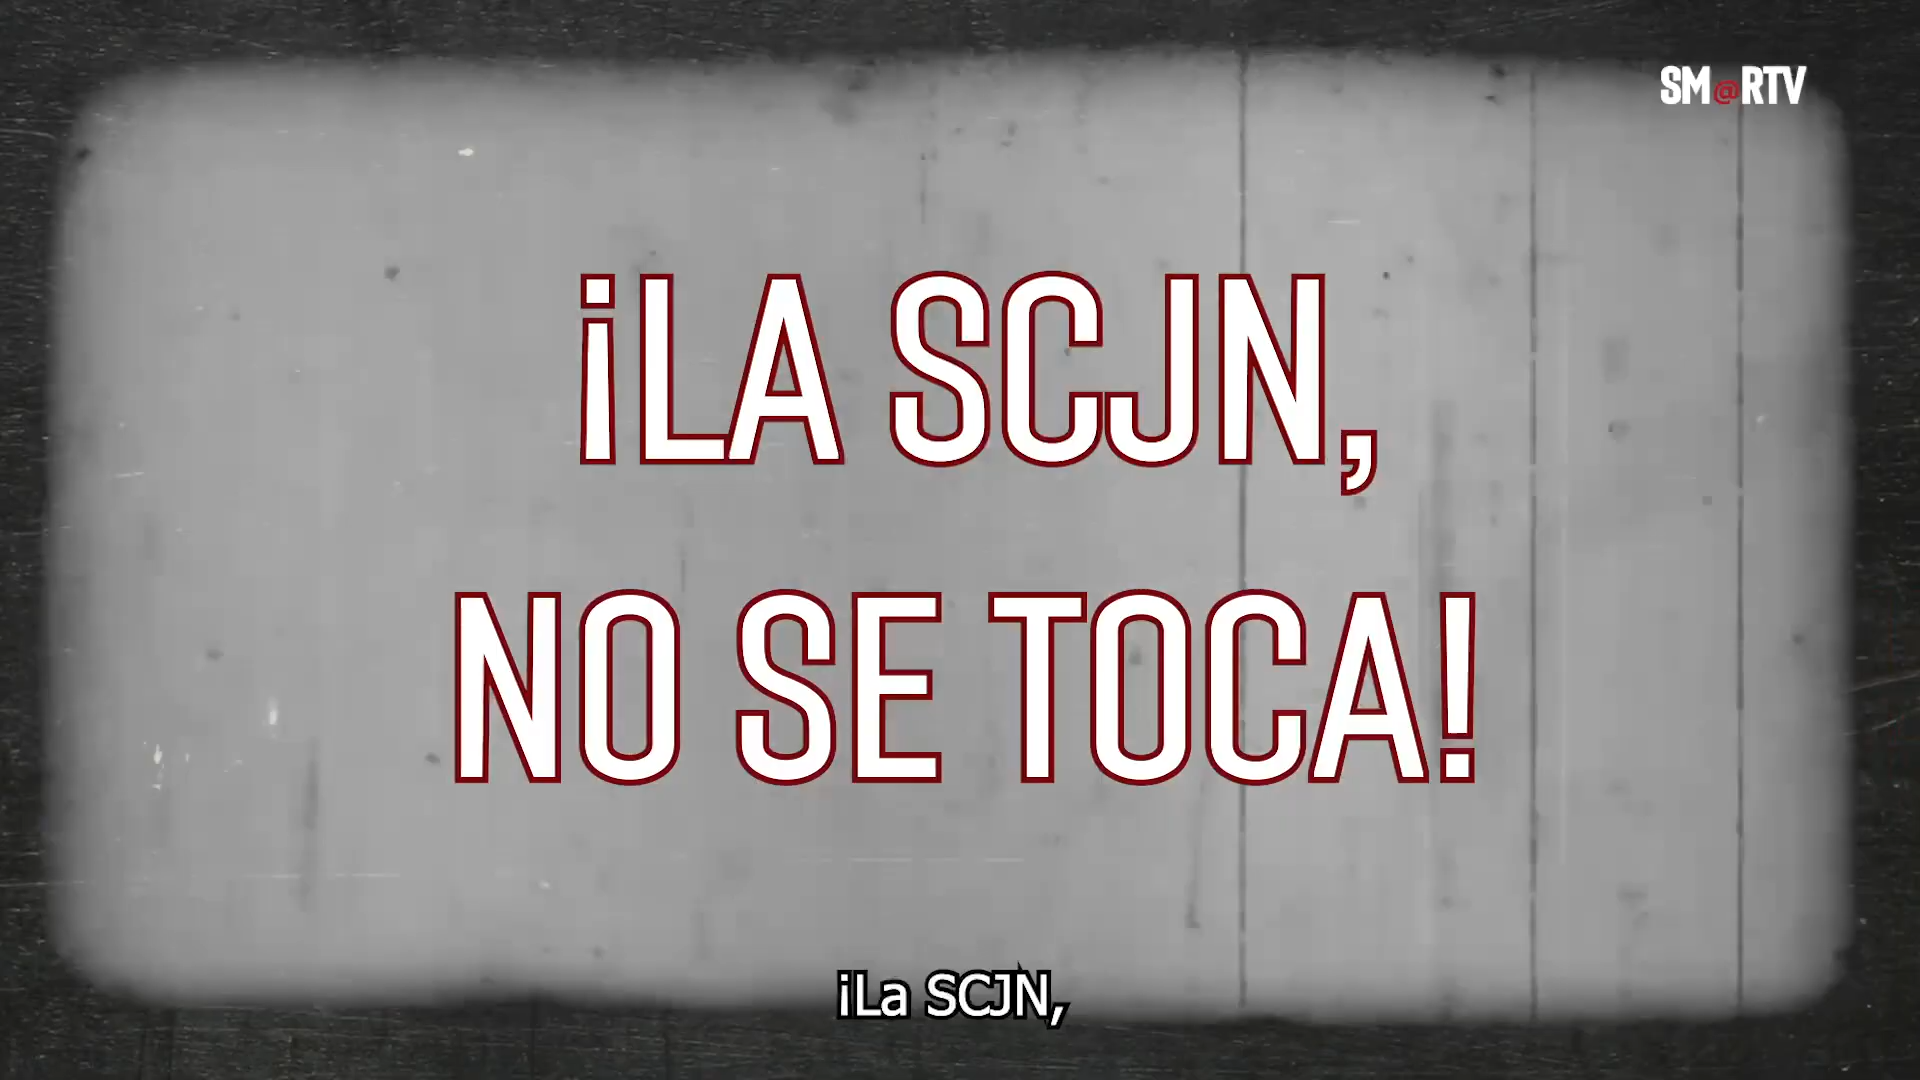 SM@RTV
¡LA SCJN,
NO SE TOCA!
¡La SCJN,